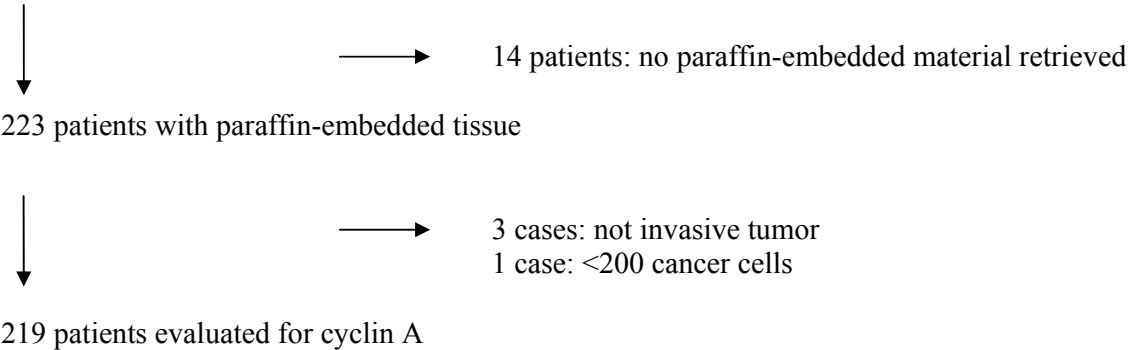 14 patients: no paraffin-embedded material retrieved
223 patients with paraffin-embedded tissue
3 cases: not invasive tumor
1 case: <200 cancer cells
219 patients evaluated for cyclin A